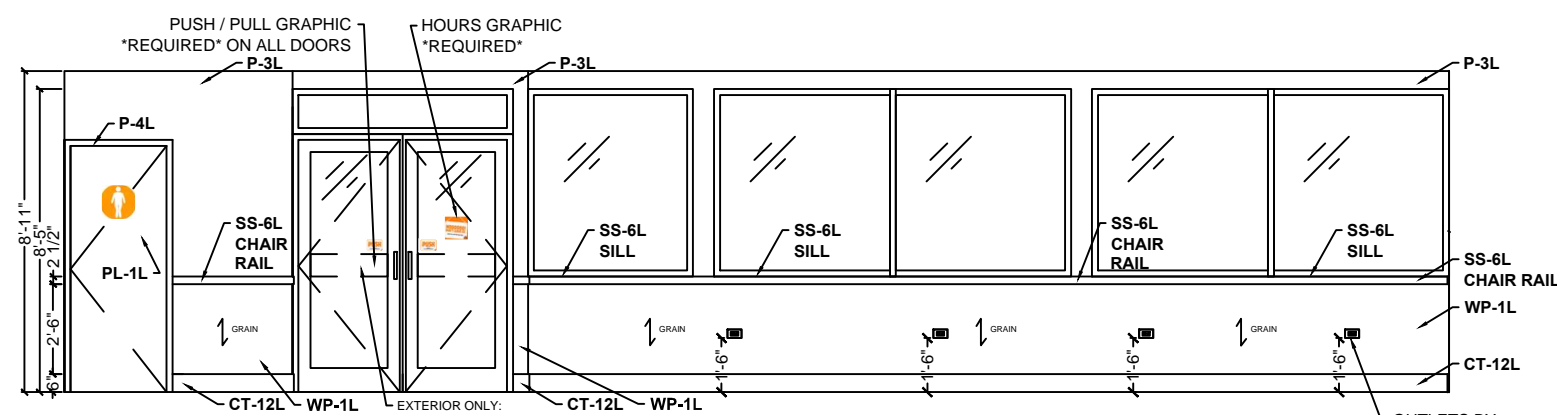 PUSH / PULL GRAPHIC
*REQUIRED* ON ALL DOORS
HOURS GRAPHIC
*REQUIRED*
P-3L
P-3L
P-3L
P-4L
8'-11"
8'-5"
2 1/2"
2'-6"
6"
PL-1L
SS-6L
CHAIR
RAIL
PUSH
PUSH
SS-6L
SILL
SS-6L
SILL
SS-6L
CHAIR
RAIL
SS-6L
SILL
SS-6L
CHAIR RAIL
WP-1L
GRAIN
GRAIN
GRAIN
GRAIN
1'-6"
1'-6"
1'-6"
1'-6"
CT-12L
CT-12L
WP-1L
EXTERIOR ONLY:
CT-12L
WP-1L